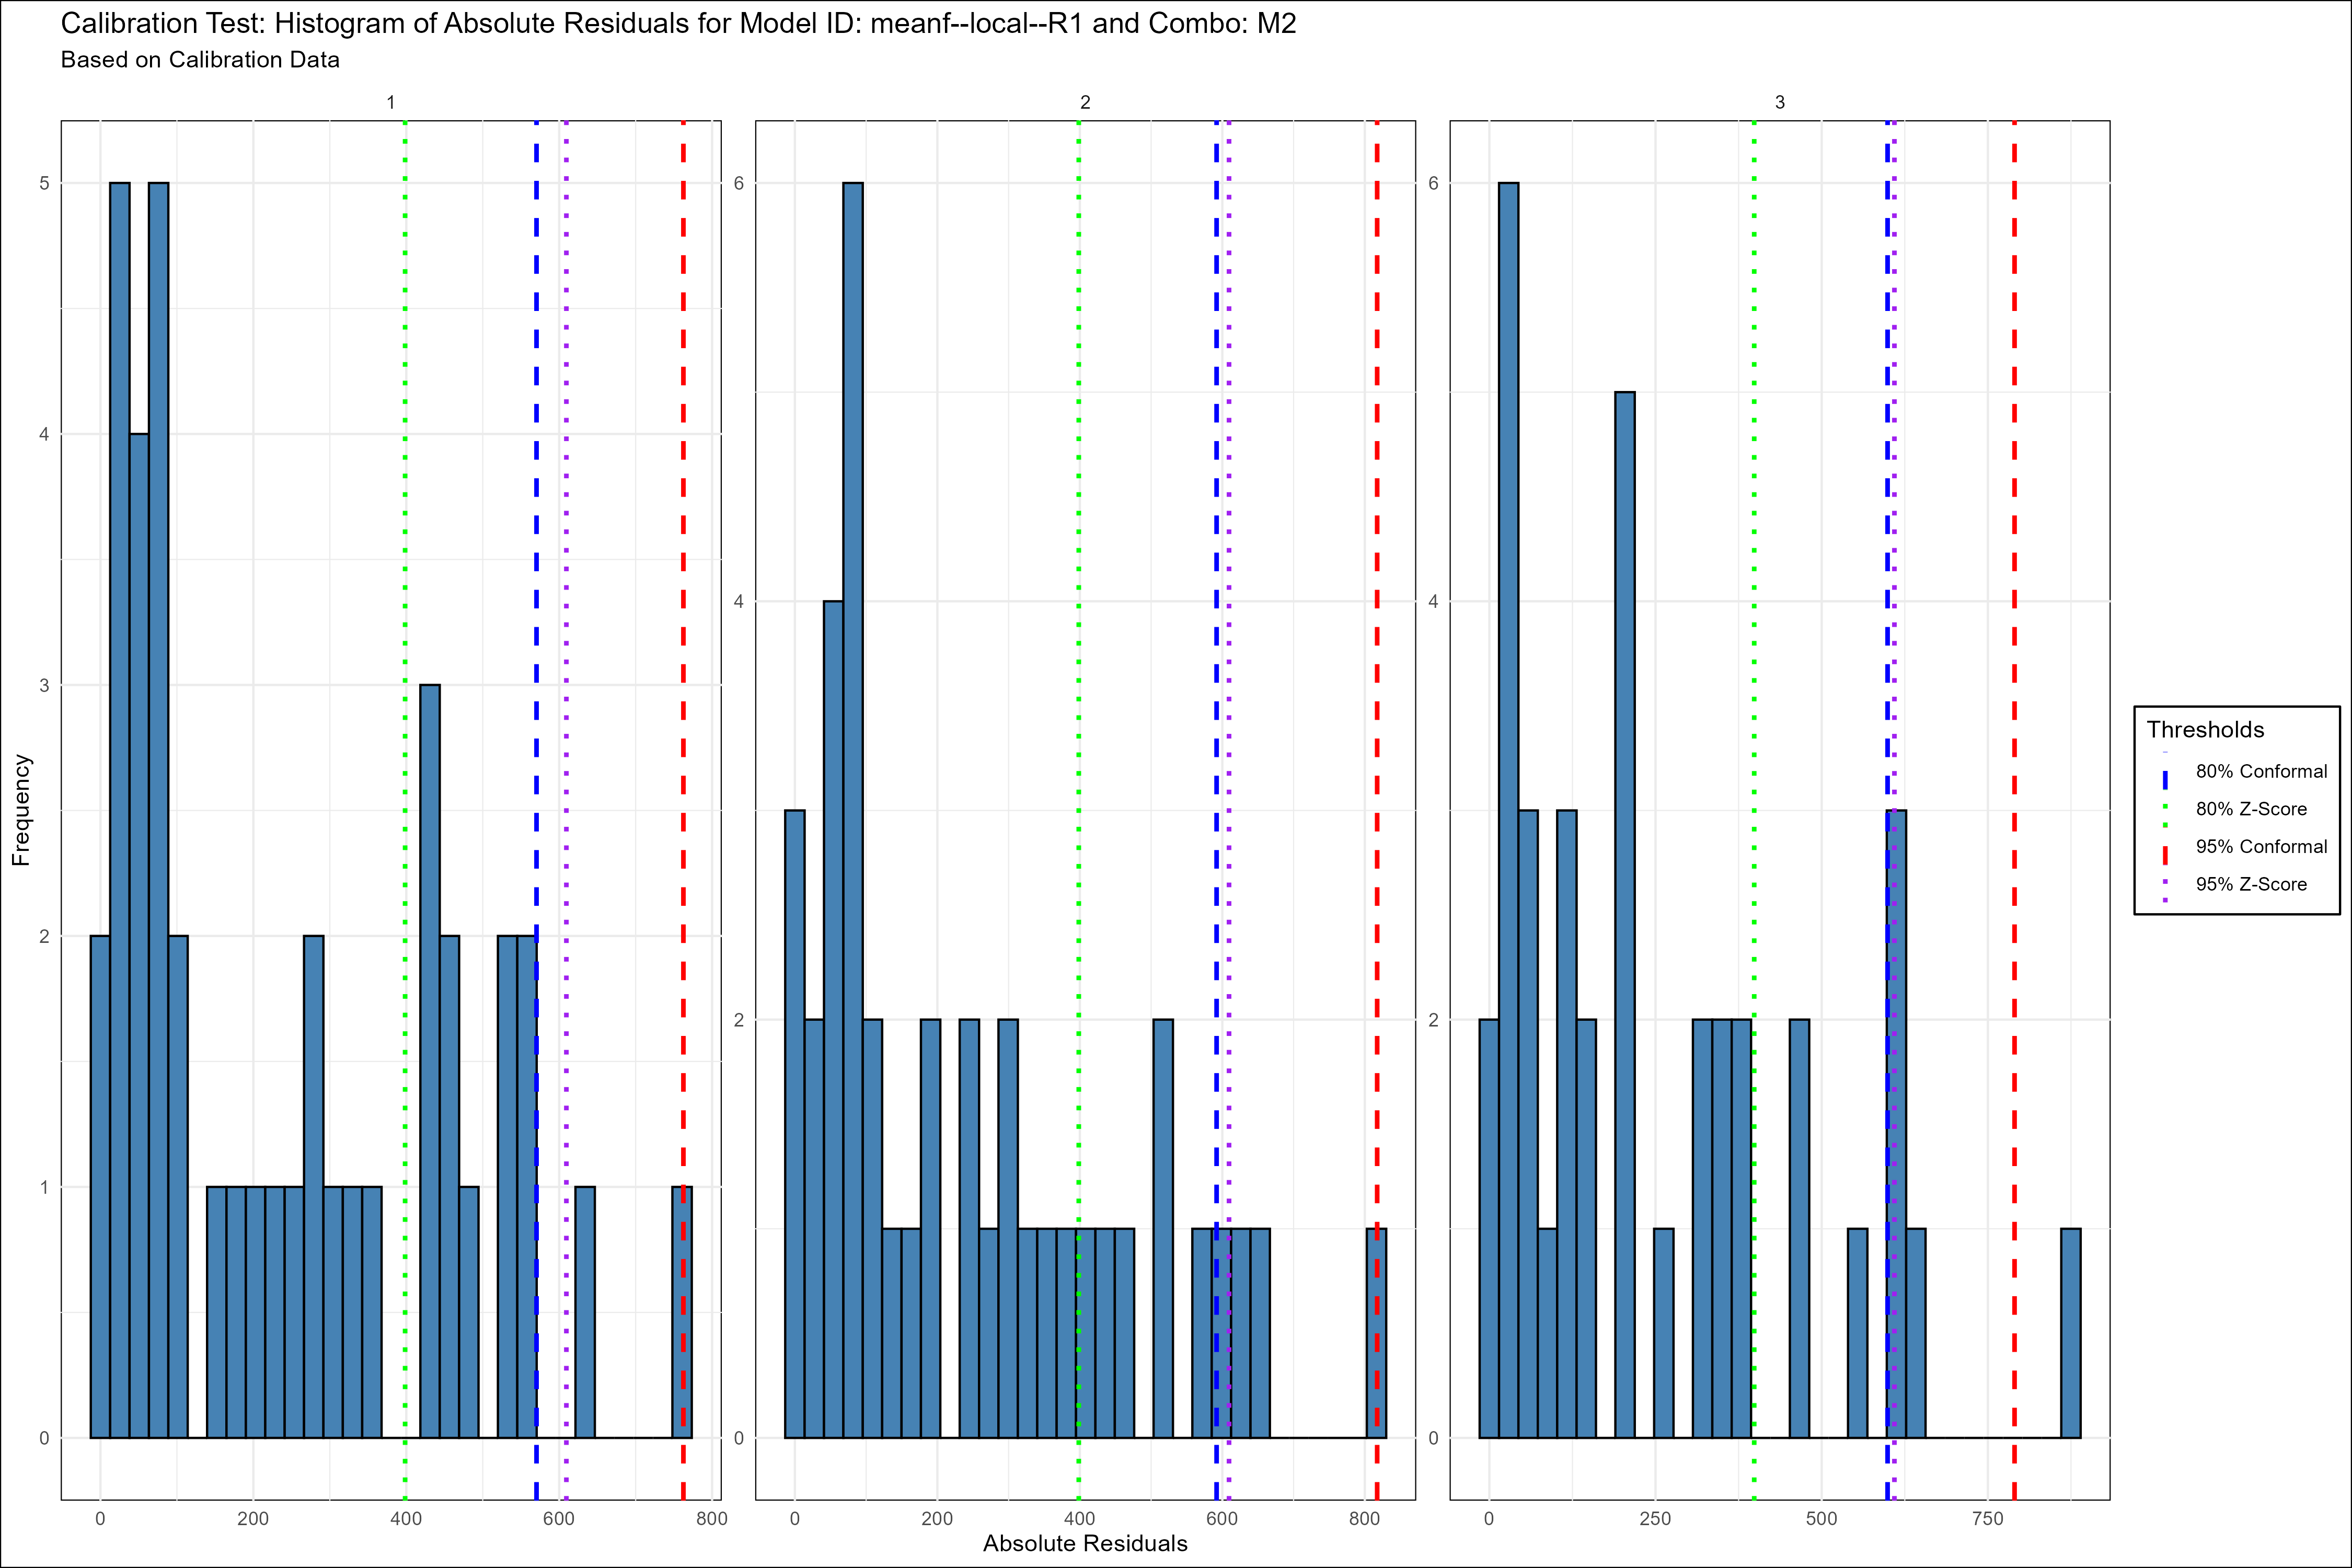 Calibration Test: Histogram of Absolute Residuals for Model ID: meanf--local--R1 and Combo: M2
Based on Calibration Data
1
2
3
5
4
3
2
1
0
6
4
2
0
6
4
2
0
Frequency
0 200 400 600 800
0 200 400 600 800
0 250 500 750
Absolute Residuals
Thresholds
80% Conformal
80% Z-Score
95% Conformal
95% Z-Score